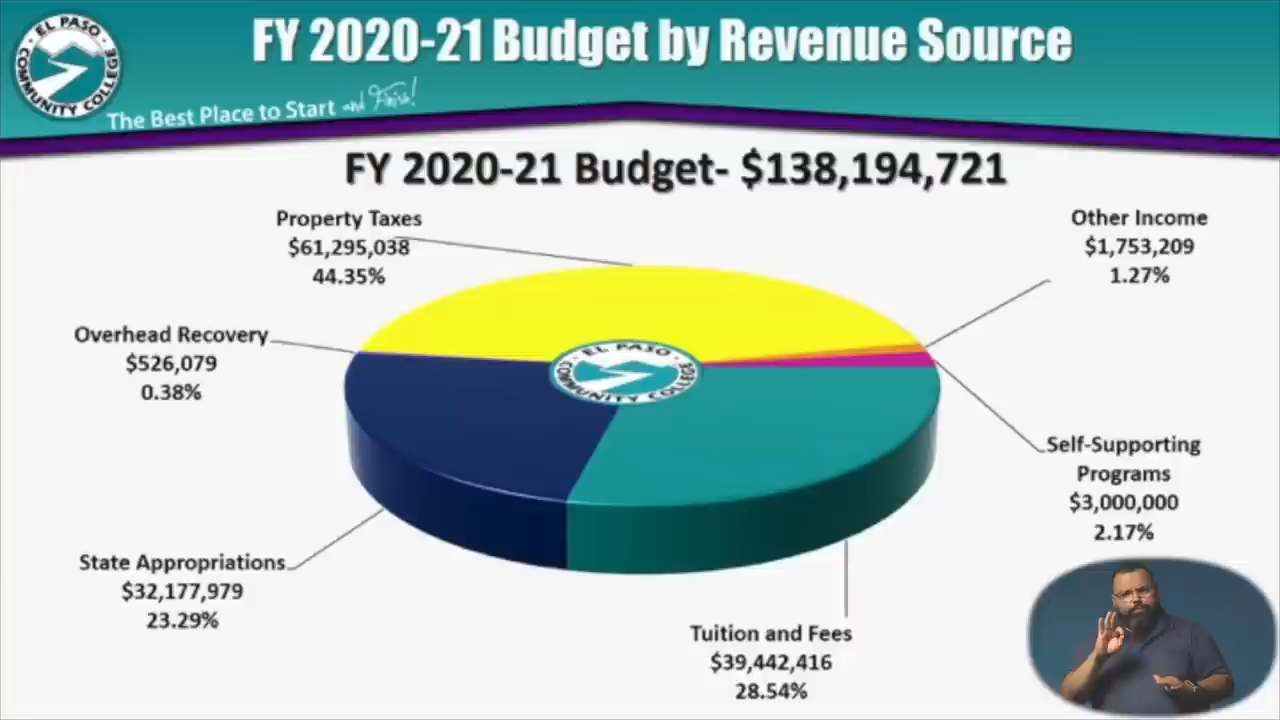 EL PASO COMMUNITY COLLEGE
FY 2020-21 Budget by Revenue Source
The Best Place to Start and Finish!
FY 2020-21 Budget- $138,194,721
Property Taxes
$61,295,038
44.35%
Other Income
$1,753,209
1.27%
Overhead Recovery
$526,079
0.38%
EL PASO COMMUNITY COLLEGE
Self-Supporting
Programs
$3,000,000
2.17%
State Appropriations
$32,177,979
23.29%
Tuition and Fees
$39,442,416
28.54%